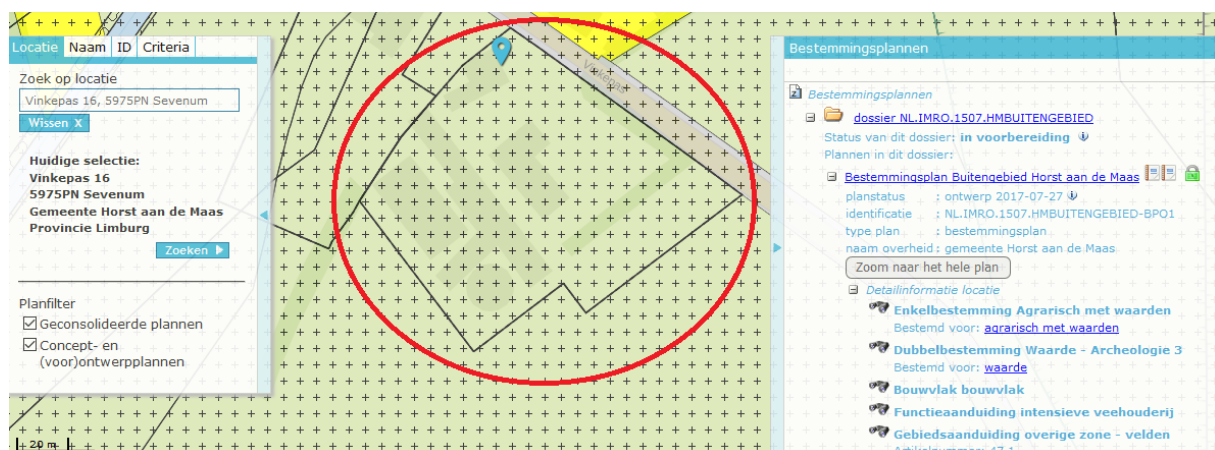 Locatie Naam ID Criteria
Zoek op locatie
Vinkepas 16, 5975PN Sevenum
Wissen X
Huidige selectie:
Vinkepas 16
5975PN Sevenum
Gemeente Horst aan de Maas
Provincie Limburg
Zoeken
Planfilter
Geconsolideerde plannen
Concept- en
(voor)ontwerpplannen
20 m
Vinkepas
Bestemmingsplannen
Bestemmingsplannen
dossier NL.IMRO.1507.HMBUITENGEBIED
Status van dit dossier: in voorbereiding
Plannen in dit dossier:
Bestemmingsplan Buitengebied Horst aan de Maas
planstatus : ontwerp 2017-07-27
identificatie : NL.IMRO.1507.HMBUITENGEBIED-BPO1
type plan : bestemmingsplan
naam overheid : gemeente Horst aan de Maas
Zoom naar het hele plan
Detailinformatie locatie
Enkelbestemming Agrarisch met waarden
Bestemd voor: agrarisch met waarden
Dubbelbestemming Waarde - Archeologie 3
Bestemd voor: waarde
Bouwvlak bouwvlak
Functieaanduiding intensieve veehouderij
Gebiedsaanduiding overige zone - velden
Artikelnummer: 47.1